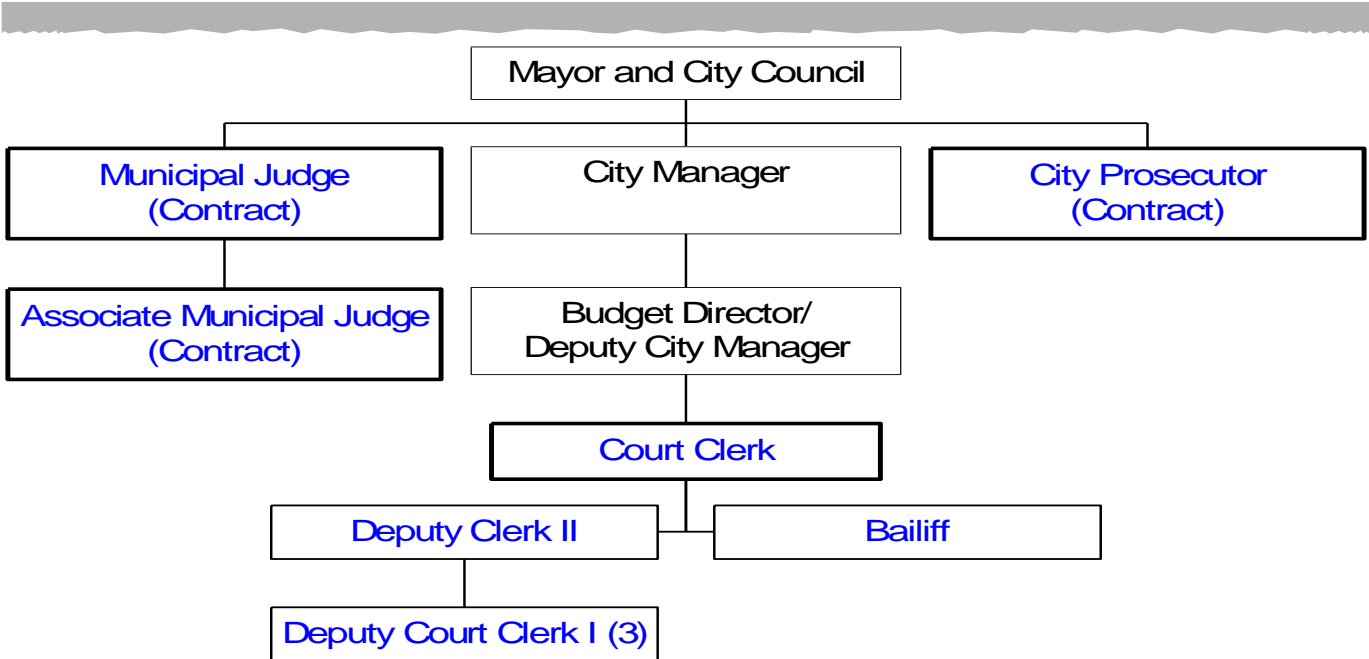 Mayor and City Council
Municipal Judge
(Contract)
City Manager
City Prosecutor
(Contract)
Associate Municipal Judge
(Contract)
Budget Director/
Deputy City Manager
Court Clerk
Deputy Clerk II
Bailiff
Deputy Court Clerk I (3)